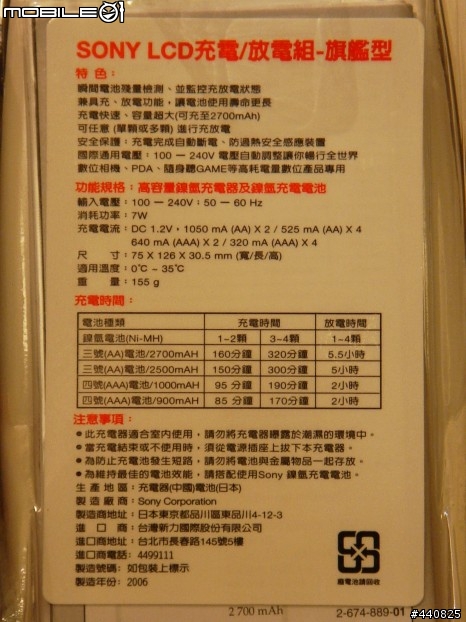 mobile01
SONY LCD充電/放電組-旗艦型
特色：
瞬間電池殘量檢測、並監控充放電狀態
兼具充、放電功能，讓電池使用壽命更長
充電快速、容量超大(可充至2700mAh)
可任意 (單顆或多顆) 進行充放電
安全保護：充電完成自動斷電、防過熱安全感應裝置
國際通用電壓：100 － 240V 電壓自動調整讓你暢行全世界
數位相機、PDA、隨身聽GAME等高耗電量數位產品專用
功能規格：高容量鎳氫充電器及鎳氫充電電池
輸入電壓：100 － 240V：50 － 60 Hz
消耗功率：7W
充電電流：DC 1.2V，1050 mA (AA) X 2 / 525 mA (AA) X 4
640 mA (AAA) X 2 / 320 mA (AAA) X 4
尺　　寸：75 X 126 X 30.5 mm (寬/長/高)
適用溫度：0℃ － 35℃
重　　量：155 g
充電時間：
電池種類 充電時間 放電時間
鎳氫電池(Ni-MH) 1~2顆 3~4顆 1~4顆
三號(AA)電池/2700mAH 160分鐘 320分鐘 5.5小時
三號(AA)電池/2500mAH 150分鐘 300分鐘 5小時
四號(AAA)電池/1000mAH 95 分鐘 190分鐘 2小時
四號(AAA)電池/900mAH 85 分鐘 170分鐘 2小時
注意事項：
●此充電器適合室內使用，請勿將充電器曝露於潮濕的環境中。
●當充電結束或不使用時，須從電源插座上拔下本充電器。
●為防止充電池發生短路，請勿將電池與金屬物品一起存放。
●為維持最佳的電池效能，請搭配使用Sony 鎳氫充電電池。
生產地區：充電器(中國)電池(日本)
製造廠商：Sony Corporation
製造商地址：日本東京都品川區東品川4-12-3
進口商：台灣新力國際股份有限公司
進口商地址：台北市長春路145號5樓
進口商電話：4499111
製造號碼：如包裝上標示
製造年份：2006
廢電池請回收
2 700 mAh
2-674-889-01
#440825